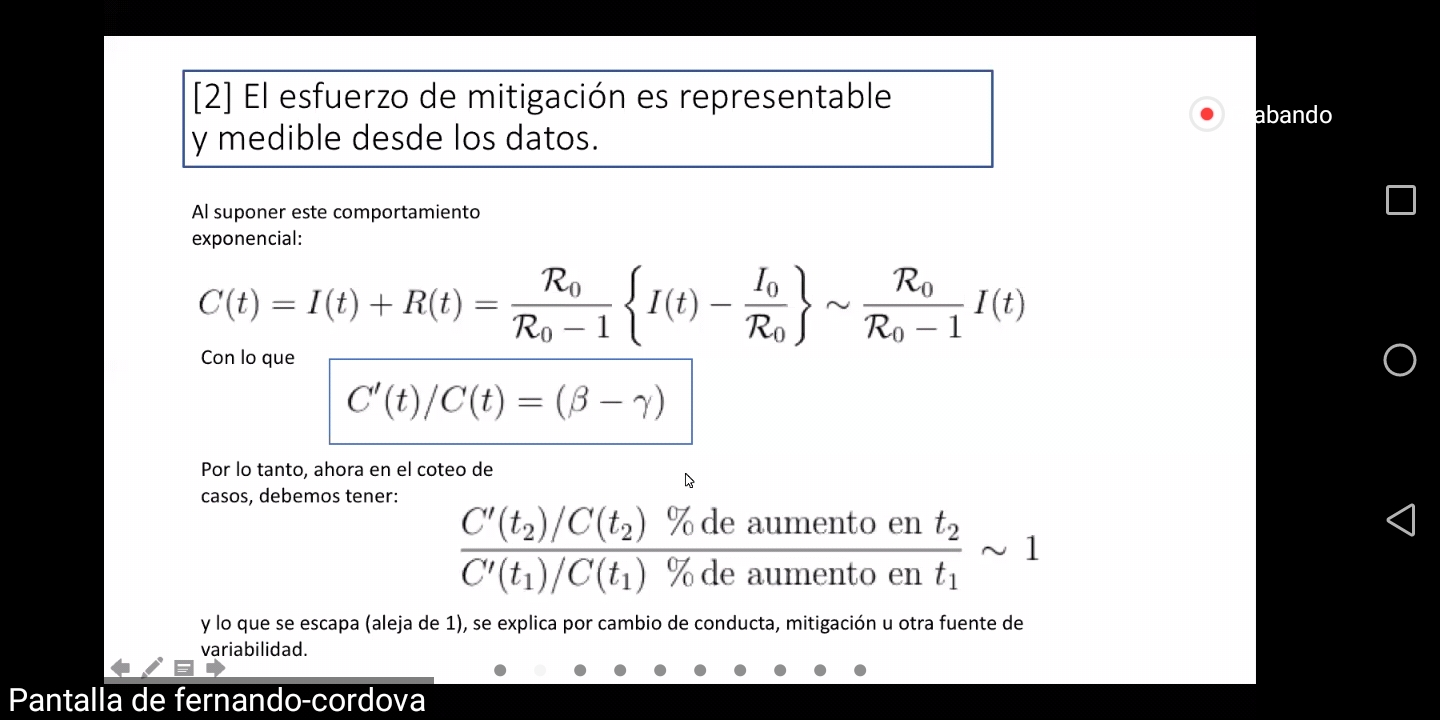 [2] El esfuerzo de mitigación es representable
y medible desde los datos.
abando
Al suponer este comportamiento
exponencial:
C(t) = I(t) + R(t) = \frac{\mathcal{R}_0}{\mathcal{R}_0 - 1} \left\{ I(t) - \frac{I_0}{\mathcal{R}_0} \right\} \sim \frac{\mathcal{R}_0}{\mathcal{R}_0 - 1} I(t)
Con lo que
C'(t)/C(t) = (β − γ)
Por lo tanto, ahora en el coteo de
casos, debemos tener:
\frac{C'(t_2)/C(t_2) \text{ % de aumento en } t_2}{C'(t_1)/C(t_1) \text{ % de aumento en } t_1} \sim 1
y lo que se escapa (aleja de 1), se explica por cambio de conducta, mitigación u otra fuente de
variabilidad.
Pantalla de fernando-cordova